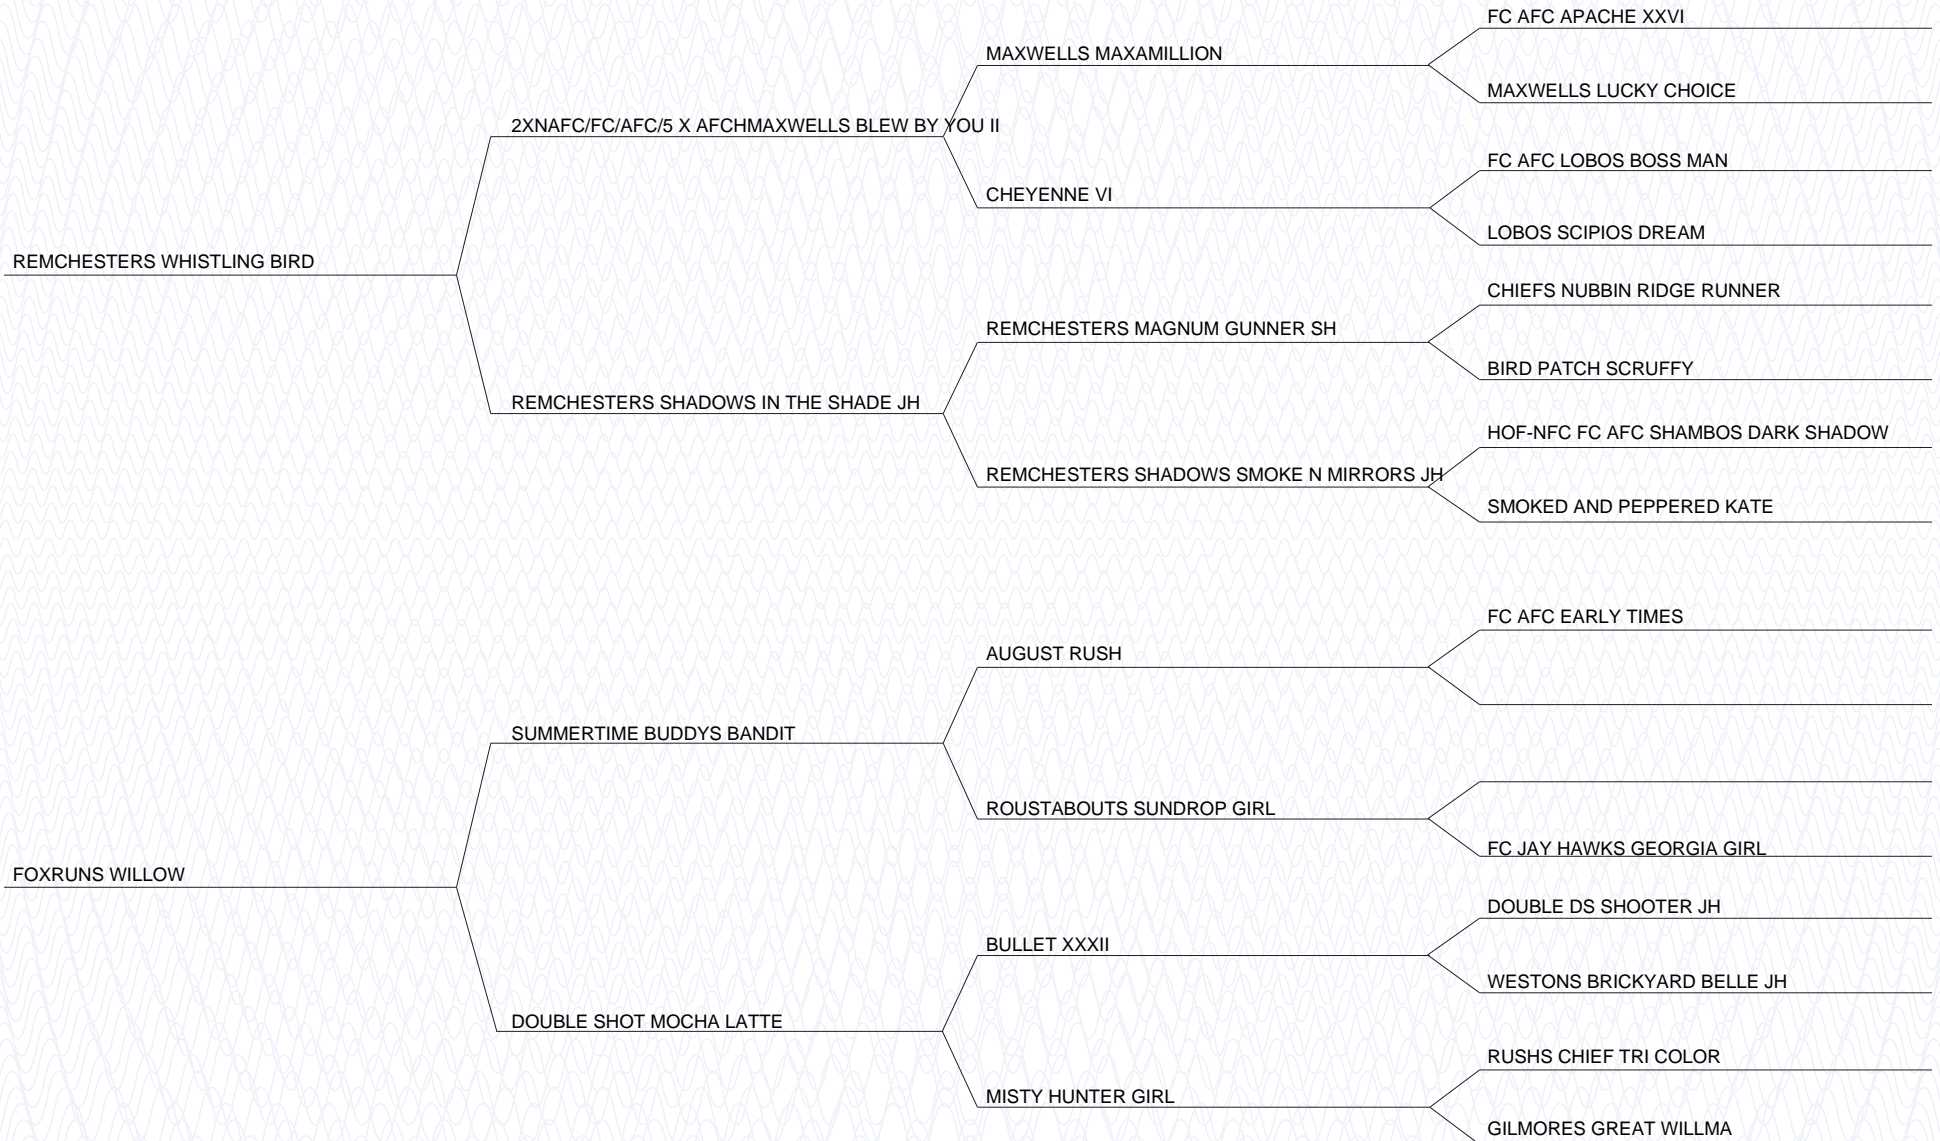 FC AFC APACHE XXVI
MAXWELLS MAXAMILLION
MAXWELLS LUCKY CHOICE
2XNAFC/FC/AFC/5 X AFCHMAXWELLS BLEW BY YOU II
FC AFC LOBOS BOSS MAN
CHEYENNE VI
LOBOS SCIPIOS DREAM
REMCHESTERS WHISTLING BIRD
CHIEFS NUBBIN RIDGE RUNNER
REMCHESTERS MAGNUM GUNNER SH
BIRD PATCH SCRUFFY
REMCHESTERS SHADOWS IN THE SHADE JH
HOF-NFC FC AFC SHAMBOS DARK SHADOW
REMCHESTERS SHADOWS SMOKE N MIRRORS JH
SMOKED AND PEPPERED KATE
FC AFC EARLY TIMES
AUGUST RUSH
SUMMERTIME BUDDYS BANDIT
ROUSTABOUTS SUNDROP GIRL
FC JAY HAWKS GEORGIA GIRL
FOXRUNS WILLOW
DOUBLE DS SHOOTER JH
BULLET XXXII
WESTONS BRICKYARD BELLE JH
DOUBLE SHOT MOCHA LATTE
RUSHS CHIEF TRI COLOR
MISTY HUNTER GIRL
GILMORES GREAT WILLMA